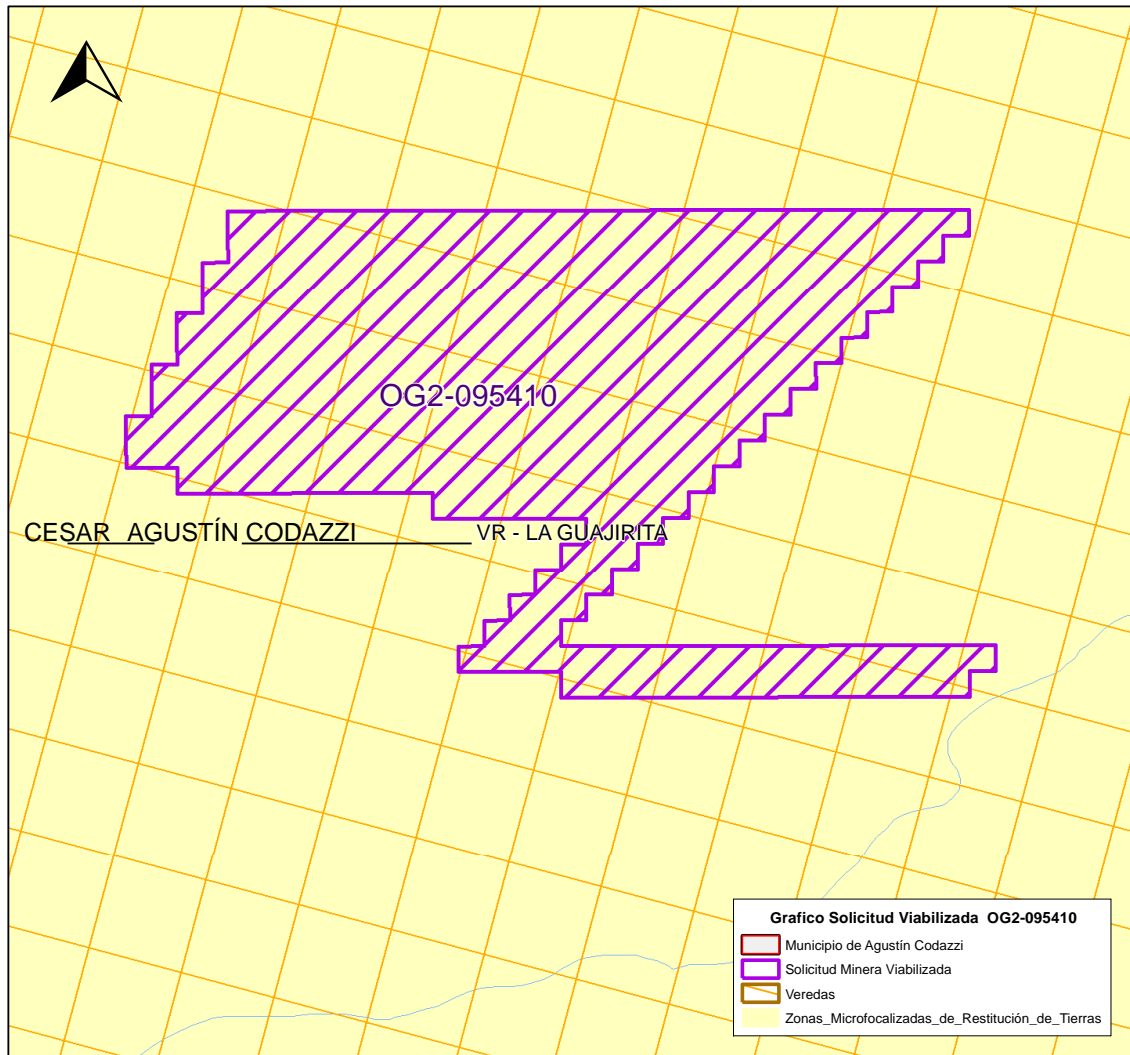 OG2-095410
CESAR AGUSTÍN CODAZZI VR - LA GUAJIRITA
Grafico Solicitud Viabilizada OG2-095410
Municipio de Agustín Codazzi
Solicitud Minera Viabilizada
Veredas
Zonas_Microfocalizadas_de_Restitución_de_Tierras